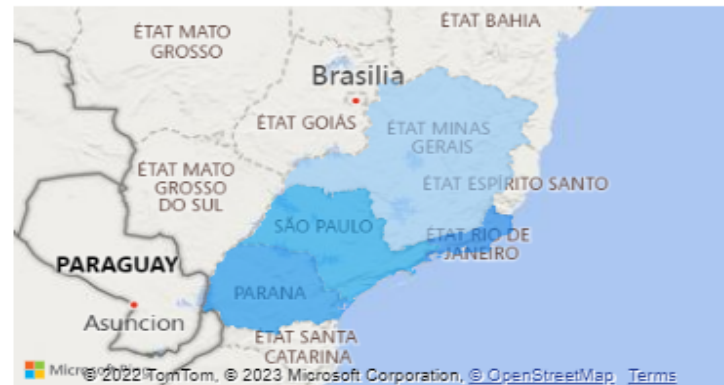 ÉTAT BAHIA
ÉTAT MATO
GROSSO
Brasilia
ÉTAT GOIÁS
ÉTAT MINAS
GERAIS
ÉTAT MATO
GROSSO
DO SUL
ÉTAT ESPÍRITO SANTO
SÃO PAULO
ÉTAT RIO DE
JANEIRO
PARAGUAY
PARANA
Asuncion
ÉTAT SANTA
CATARINA
© 2022 TomTom, © 2023 Microsoft Corporation, © OpenStreetMap Terms